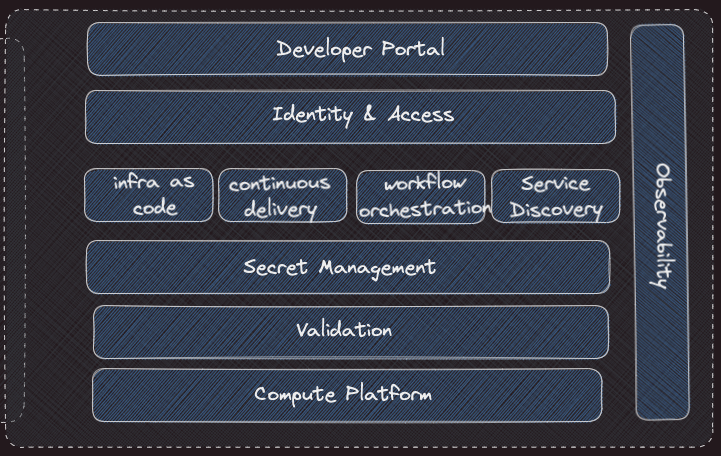 Developer Portal
Identity & Access
infra as
code
continuous
delivery
workflow
orchestration
Service
Discovery
Secret Management
Validation
Compute Platform
Observability